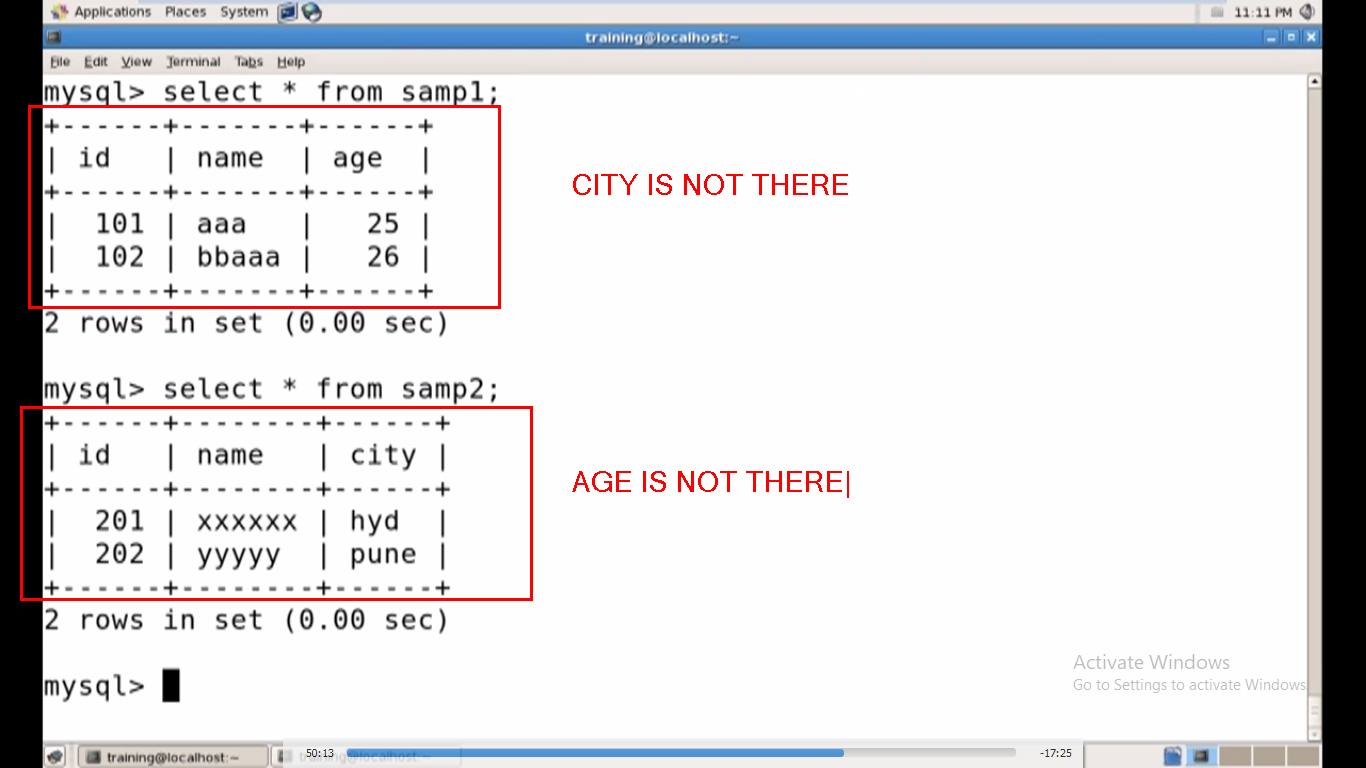 Applications Places System 11:11 PM
training@localhost:~
File Edit View Terminal Tabs Help
mysql> select * from samp1;
+------+-------+------+
| id   | name  | age  |
+------+-------+------+
|  101 | aaa   |   25 |
|  102 | bbaaa |   26 |
+------+-------+------+
2 rows in set (0.00 sec)
CITY IS NOT THERE
mysql> select * from samp2;
+------+--------+------+
| id   | name   | city |
+------+--------+------+
|  201 | xxxxxx | hyd  |
|  202 | yyyyy  | pune |
+------+--------+------+
2 rows in set (0.00 sec)
AGE IS NOT THERE
mysql>
Activate Windows
Go to Settings to activate Windows
training@localhost:~
training@localhost:~
50:13 -17:25